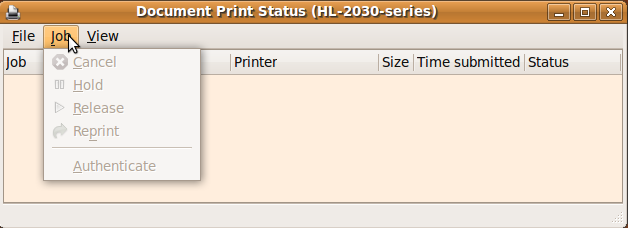 Document Print Status (HL-2030-series)
File Job View
Job Printer Size Time submitted Status
Cancel
Hold
Release
Reprint
Authenticate